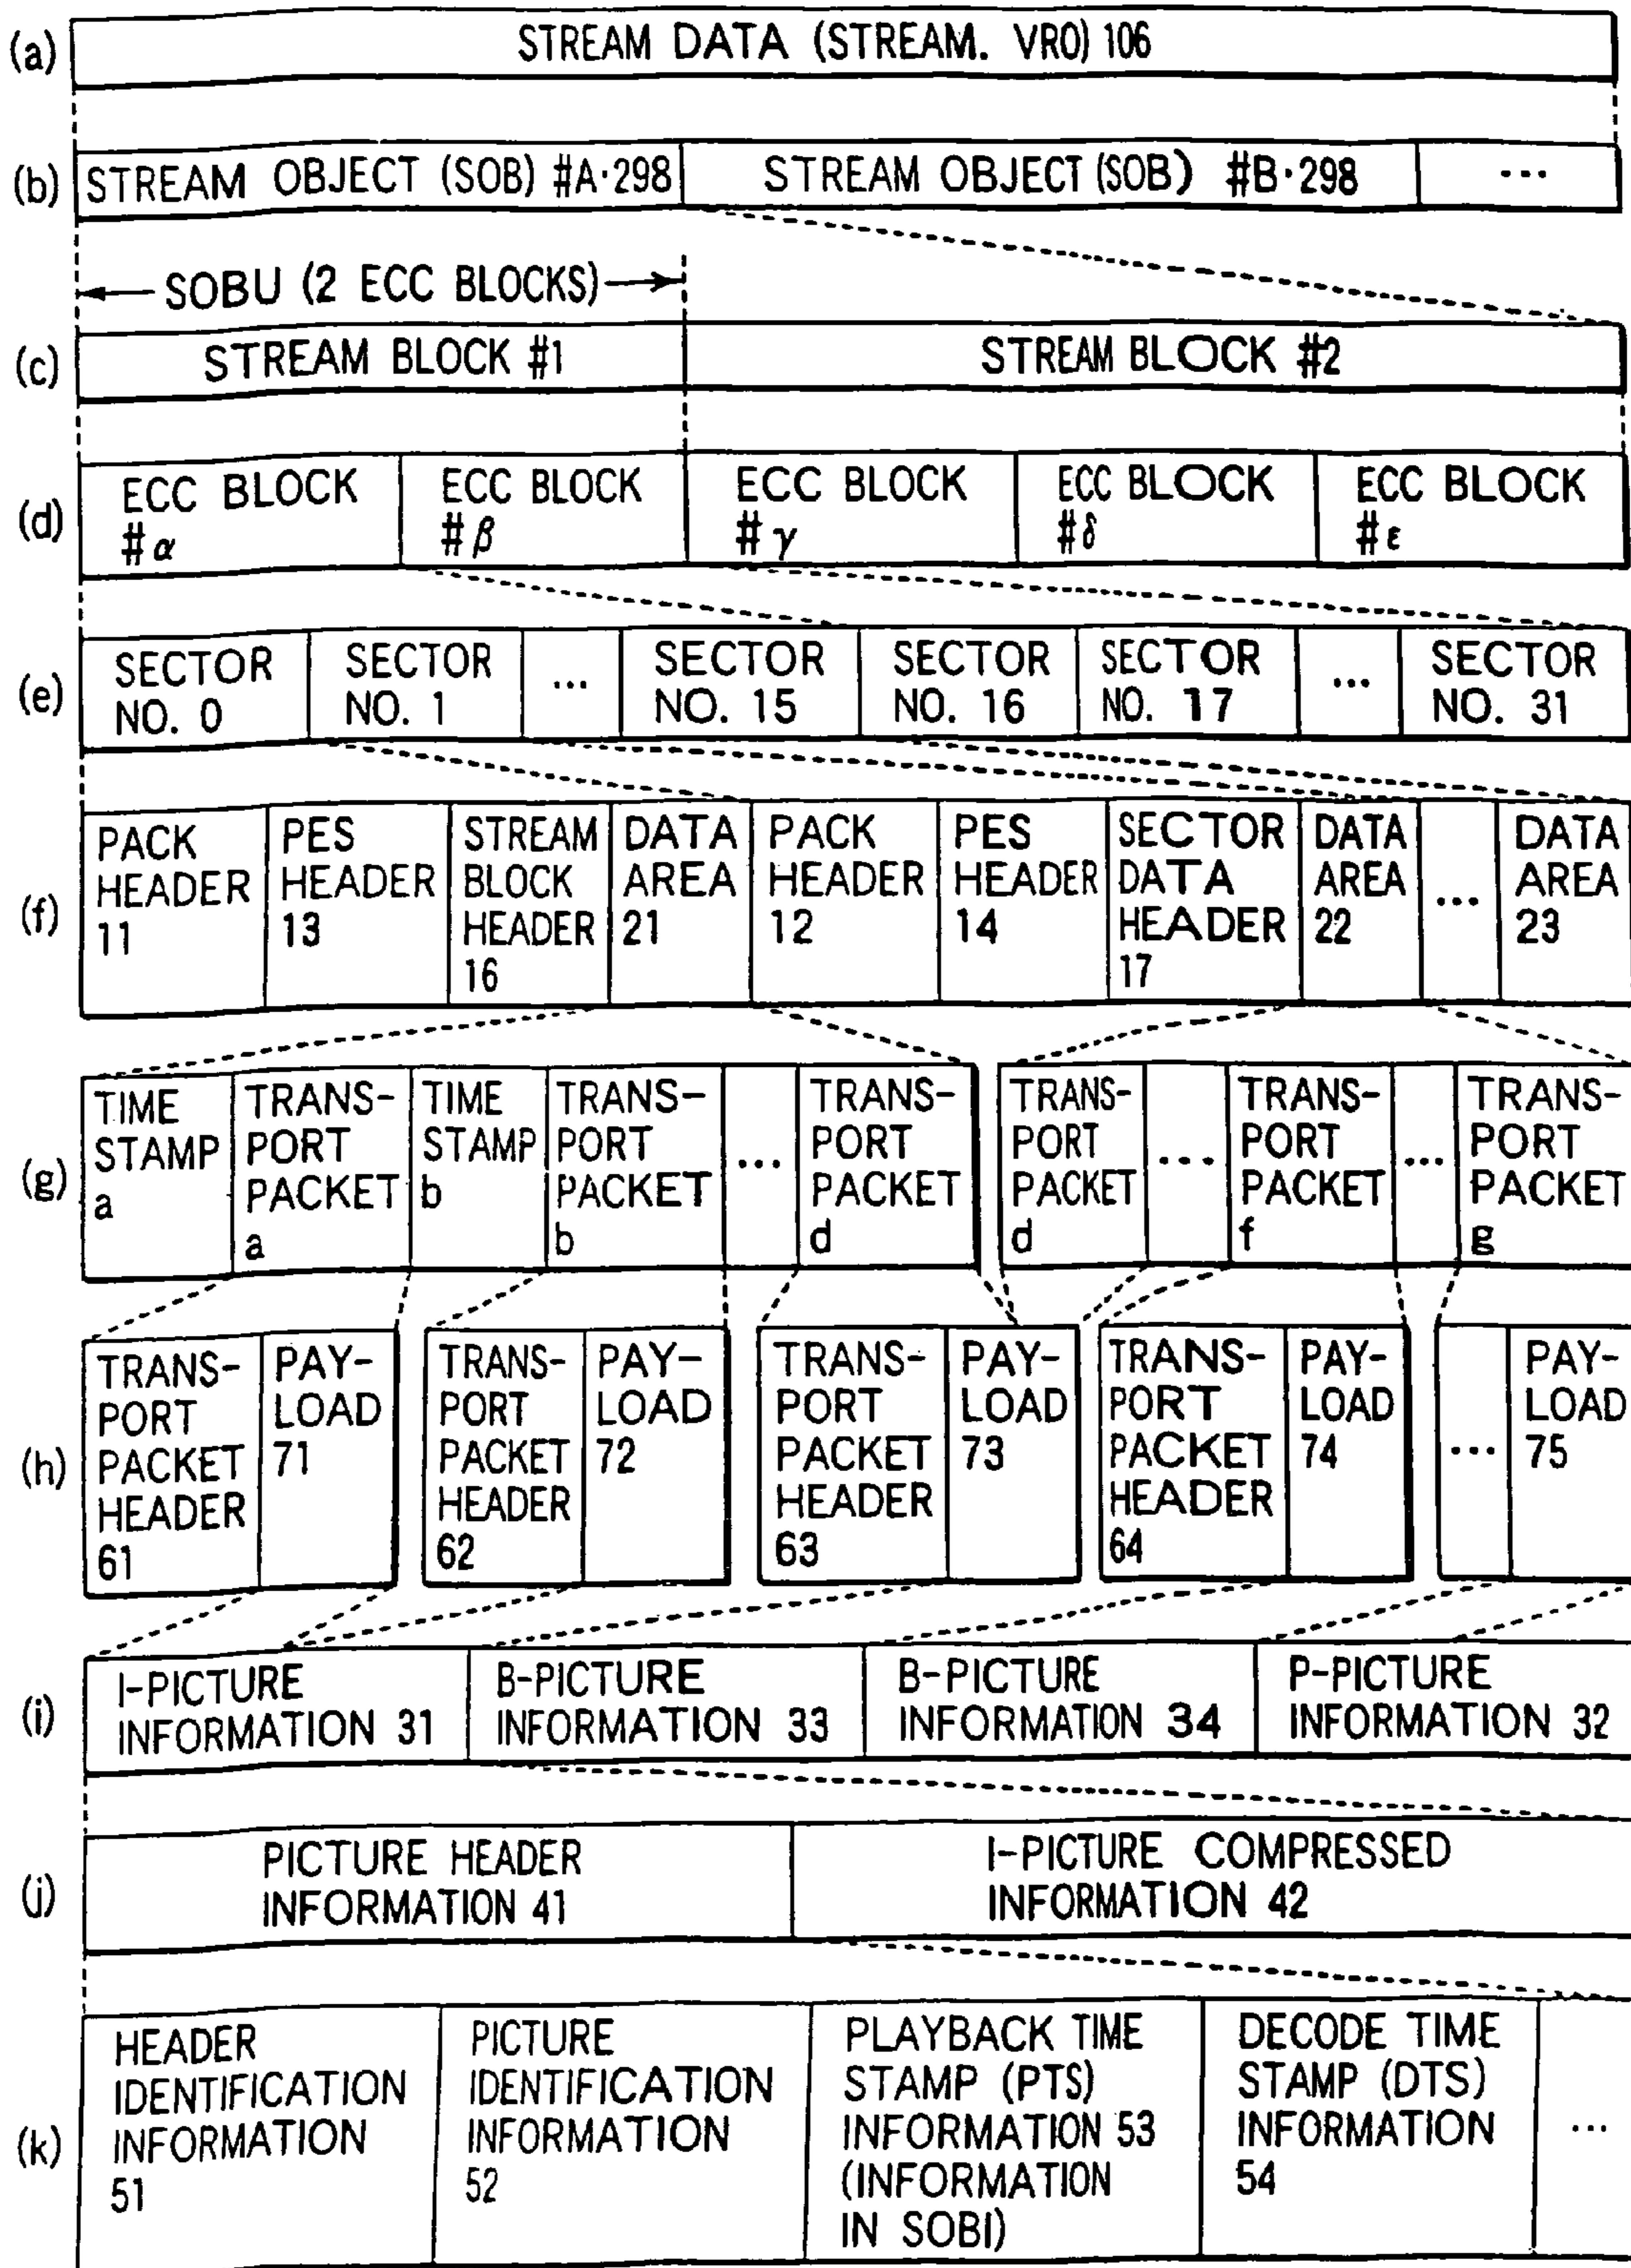 (a) STREAM DATA (STREAM. VRO) 106
(b) STREAM OBJECT (SOB) #A·298 STREAM OBJECT (SOB) #B·298 ...
SOBU (2 ECC BLOCKS)
(c) STREAM BLOCK #1 STREAM BLOCK #2
(d)
ECC BLOCK
#α
ECC BLOCK
#β
ECC BLOCK
#γ
ECC BLOCK
#δ
ECC BLOCK
#ε
(e)
SECTOR
NO. 0
SECTOR
NO. 1
...
SECTOR
NO. 15
SECTOR
NO. 16
SECTOR
NO. 17
...
SECTOR
NO. 31
(f)
PACK
HEADER
11
PES
HEADER
13
STREAM
BLOCK
HEADER
16
DATA
AREA
21
PACK
HEADER
12
PES
HEADER
14
SECTOR
DATA
HEADER
17
DATA
AREA
22
...
DATA
AREA
23
(g)
TIME
STAMP
a
TRANS-
PORT
PACKET
a
TIME
STAMP
b
TRANS-
PORT
PACKET
b
...
TRANS-
PORT
PACKET
d
TRANS-
PORT
PACKET
d
...
TRANS-
PORT
PACKET
f
...
TRANS-
PORT
PACKET
g
(h)
TRANS-
PORT
PACKET
HEADER
61
PAY-
LOAD
71
TRANS-
PORT
PACKET
HEADER
62
PAY-
LOAD
72
TRANS-
PORT
PACKET
HEADER
63
PAY-
LOAD
73
TRANS-
PORT
PACKET
HEADER
64
PAY-
LOAD
74
...
PAY-
LOAD
75
(i)
I-PICTURE
INFORMATION 31
B-PICTURE
INFORMATION 33
B-PICTURE
INFORMATION 34
P-PICTURE
INFORMATION 32
(j)
PICTURE HEADER
INFORMATION 41
I-PICTURE COMPRESSED
INFORMATION 42
(k)
HEADER
IDENTIFICATION
INFORMATION
51
PICTURE
IDENTIFICATION
INFORMATION
52
PLAYBACK TIME
STAMP (PTS)
INFORMATION 53
(INFORMATION
IN SOBI)
DECODE TIME
STAMP (DTS)
INFORMATION
54
...